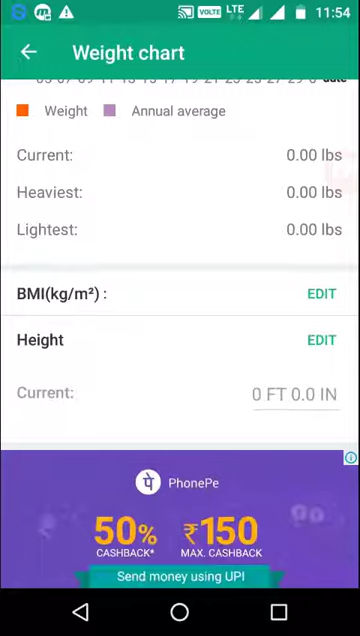 VOLTE LTE 11:54
Weight chart
Weight Annual average
Current: 0.00 lbs
Heaviest: 0.00 lbs
Lightest: 0.00 lbs
BMI(kg/m²) : EDIT
Height EDIT
Current: 0 FT 0.0 IN
पे PhonePe
50% ₹150
CASHBACK* MAX. CASHBACK
Send money using UPI